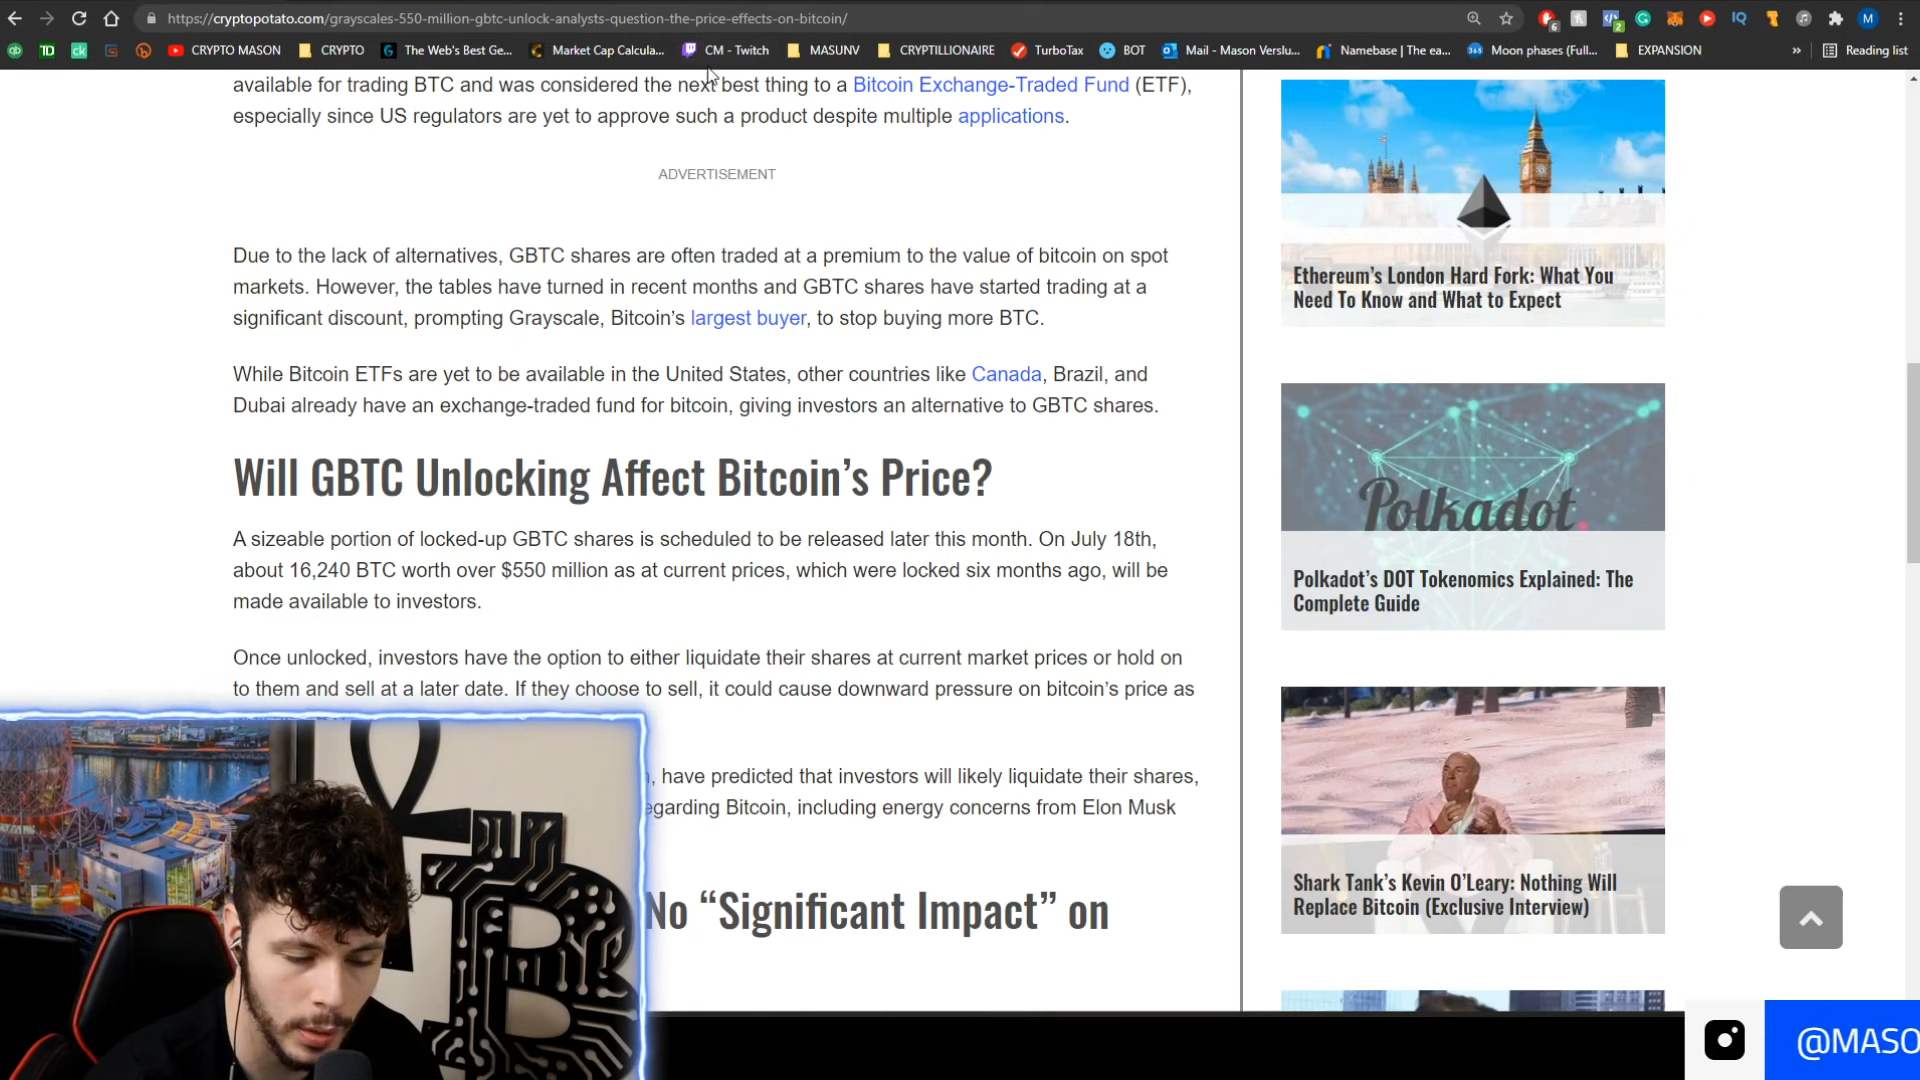 https://cryptopotato.com/grayscales-550-million-gbtc-unlock-analysts-question-the-price-effects-on-bitcoin/
CRYPTO MASON CRYPTO The Web's Best Ge... Market Cap Calcula... CM - Twitch MASUNV CRYPTILLIONAIRE TurboTax BOT Mail - Mason Verslu... Namebase | The ea... Moon phases (Full... EXPANSION » Reading list
available for trading BTC and was considered the next best thing to a Bitcoin Exchange-Traded Fund (ETF),
especially since US regulators are yet to approve such a product despite multiple applications.
ADVERTISEMENT
Due to the lack of alternatives, GBTC shares are often traded at a premium to the value of bitcoin on spot
markets. However, the tables have turned in recent months and GBTC shares have started trading at a
significant discount, prompting Grayscale, Bitcoin's largest buyer, to stop buying more BTC.
While Bitcoin ETFs are yet to be available in the United States, other countries like Canada, Brazil, and
Dubai already have an exchange-traded fund for bitcoin, giving investors an alternative to GBTC shares.
Will GBTC Unlocking Affect Bitcoin's Price?
A sizeable portion of locked-up GBTC shares is scheduled to be released later this month. On July 18th,
about 16,240 BTC worth over $550 million as at current prices, which were locked six months ago, will be
made available to investors.
Once unlocked, investors have the option to either liquidate their shares at current market prices or hold on
to them and sell at a later date. If they choose to sell, it could cause downward pressure on bitcoin's price as
, have predicted that investors will likely liquidate their shares,
egarding Bitcoin, including energy concerns from Elon Musk
No "Significant Impact" on
Ethereum's London Hard Fork: What You
Need To Know and What to Expect
Polkadot
Polkadot's DOT Tokenomics Explained: The
Complete Guide
Shark Tank's Kevin O'Leary: Nothing Will
Replace Bitcoin (Exclusive Interview)
@MASO